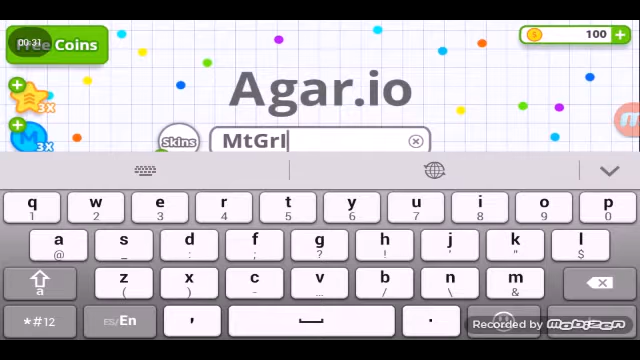 Free Coins
00:31
100
Agar.io
3X
Skins
MtGrl
M
3X
q w e r t y u i o p
1 2 3 4 5 6 7 8 9 0
a s d f g h j k l
@ _ : ; ? ! ' " $
a z x c v b n m
( ) - ... / \ &
*#12 ES/En , .
Recorded by Mobizen